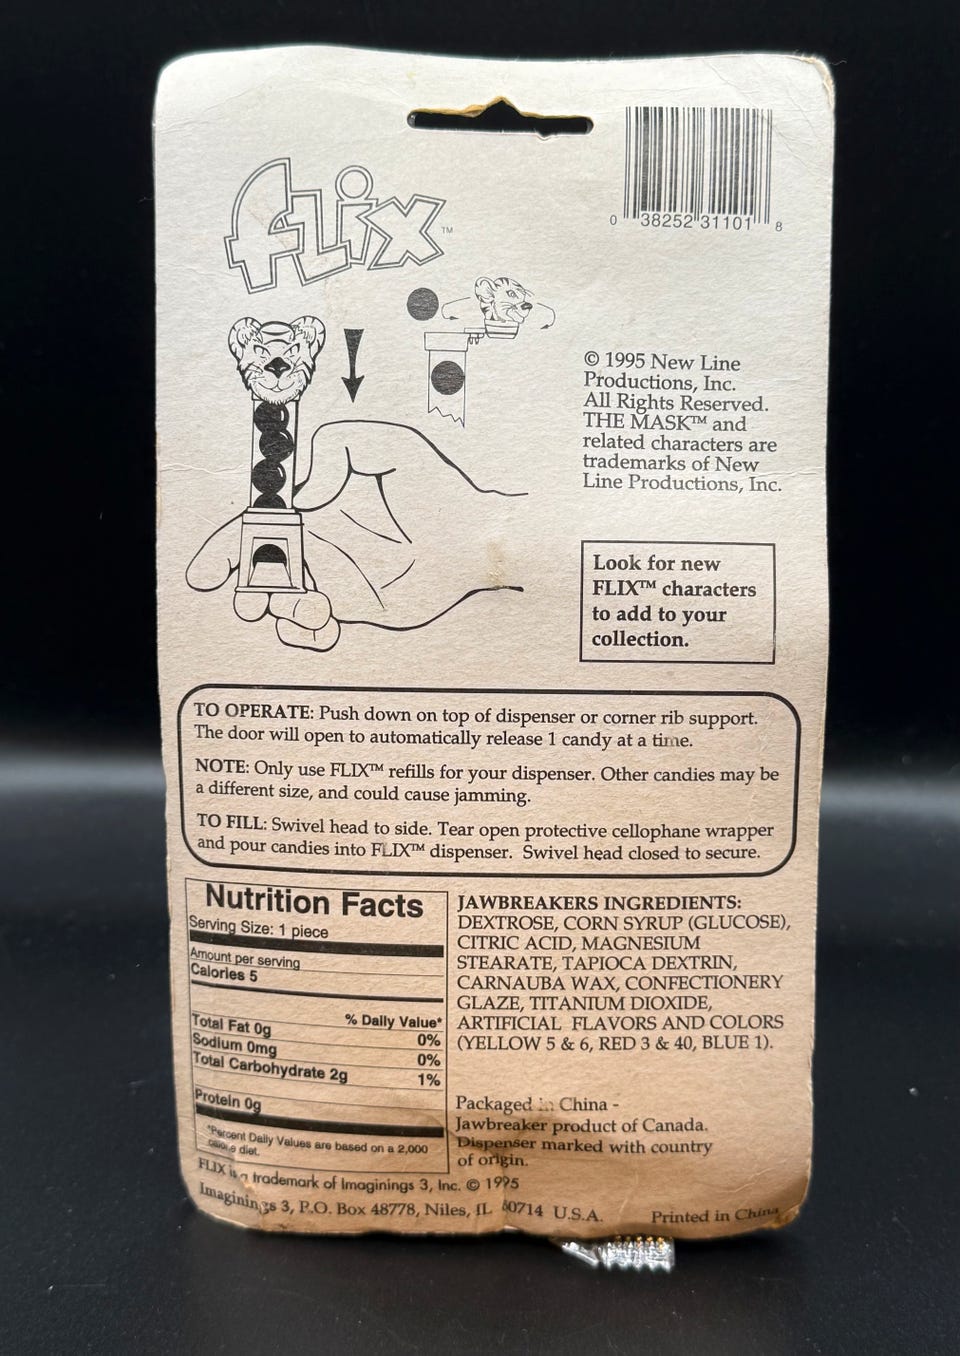 FLiX™
0 38252 31101 8
© 1995 New Line
Productions, Inc.
All Rights Reserved.
THE MASK™ and
related characters are
trademarks of New
Line Productions, Inc.
Look for new
FLIX™ characters
to add to your
collection.
TO OPERATE: Push down on top of dispenser or corner rib support.
The door will open to automatically release 1 candy at a time.
NOTE: Only use FLIX™ refills for your dispenser. Other candies may be
a different size, and could cause jamming.
TO FILL: Swivel head to side. Tear open protective cellophane wrapper
and pour candies into FLIX™ dispenser. Swivel head closed to secure.
Nutrition Facts
Serving Size: 1 piece
Amount per serving
Calories 5
% Daily Value*
Total Fat 0g 0%
Sodium 0mg 0%
Total Carbohydrate 2g 1%
Protein 0g
*Percent Daily Values are based on a 2,000
calorie diet.
JAWBREAKERS INGREDIENTS:
DEXTROSE, CORN SYRUP (GLUCOSE),
CITRIC ACID, MAGNESIUM
STEARATE, TAPIOCA DEXTRIN,
CARNAUBA WAX, CONFECTIONERY
GLAZE, TITANIUM DIOXIDE,
ARTIFICIAL FLAVORS AND COLORS
(YELLOW 5 & 6, RED 3 & 40, BLUE 1).
Packaged in China -
Jawbreaker product of Canada.
Dispenser marked with country
of origin.
FLIX is a trademark of Imaginings 3, Inc. © 1995
Imaginings 3, P.O. Box 48778, Niles, IL 60714 U.S.A.
Printed in China